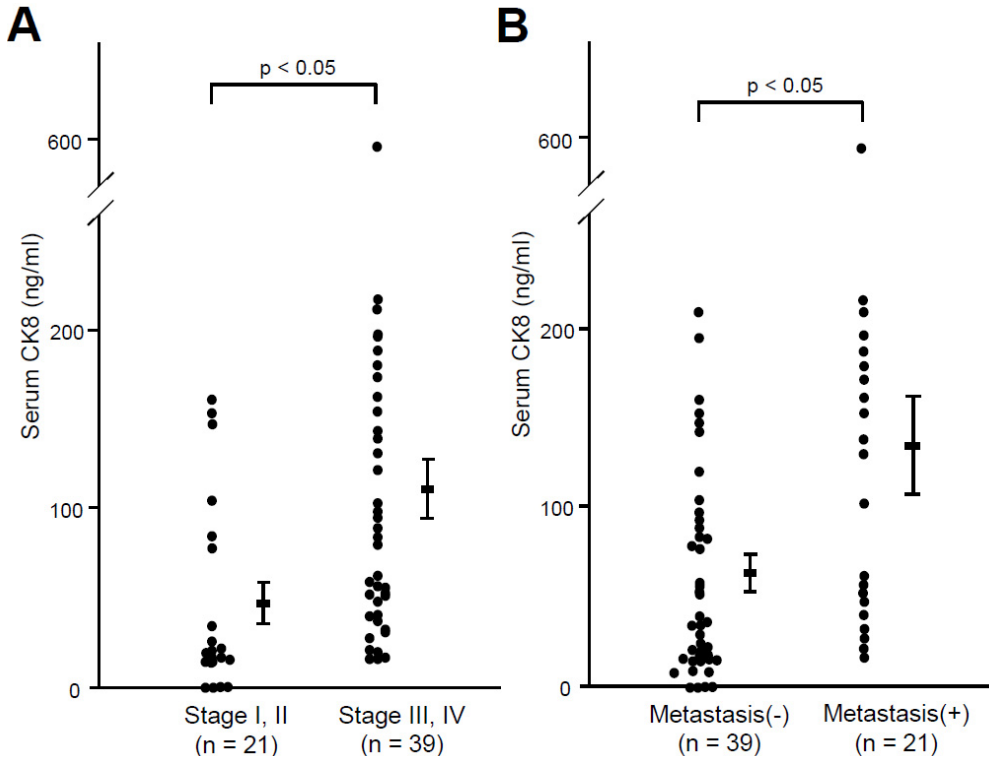 A
p < 0.05
600
200
100
0
Serum CK8 (ng/ml)
Stage I, II
(n = 21)
Stage III, IV
(n = 39)
B
p < 0.05
600
200
100
0
Serum CK8 (ng/ml)
Metastasis(-)
(n = 39)
Metastasis(+)
(n = 21)